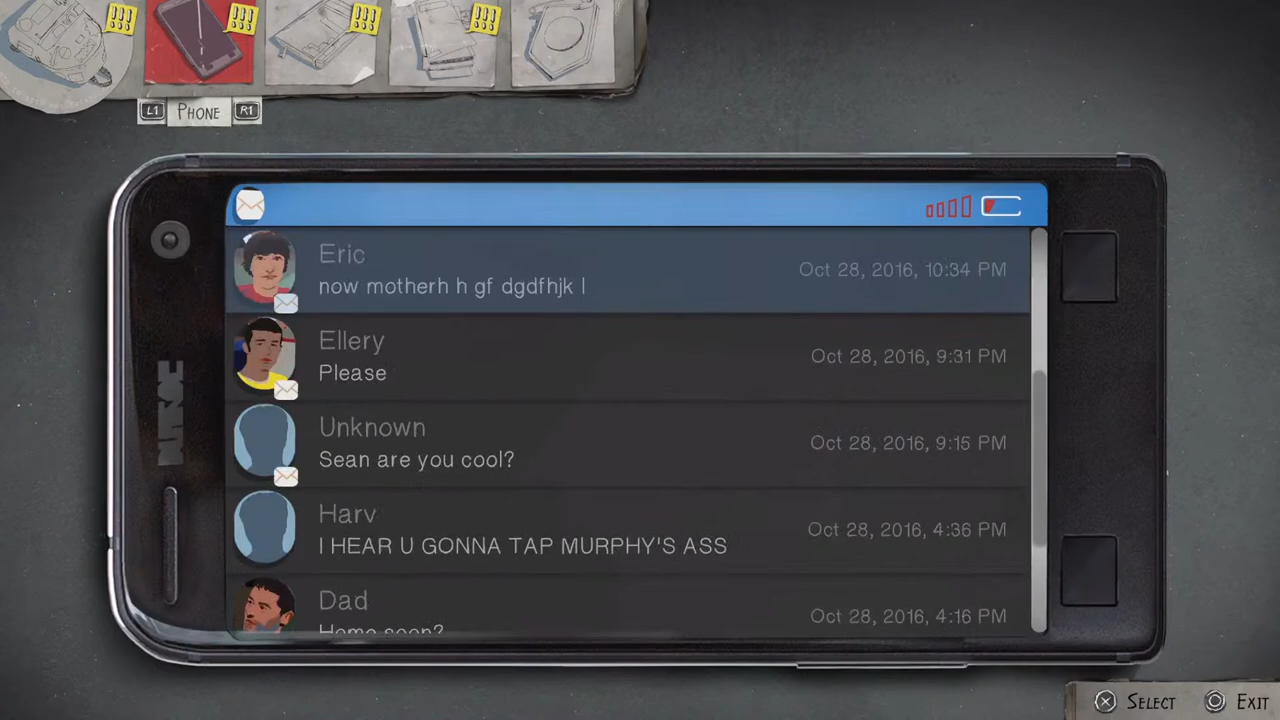 L1 PHONE R1
Eric
Oct 28, 2016, 10:34 PM
now motherh h gf dgdfhjk l
Ellery
Oct 28, 2016, 9:31 PM
Please
Unknown
Oct 28, 2016, 9:15 PM
Sean are you cool?
Harv
Oct 28, 2016, 4:36 PM
I HEAR U GONNA TAP MURPHY'S ASS
Dad
Oct 28, 2016, 4:16 PM
Home soon?
SELECT EXIT